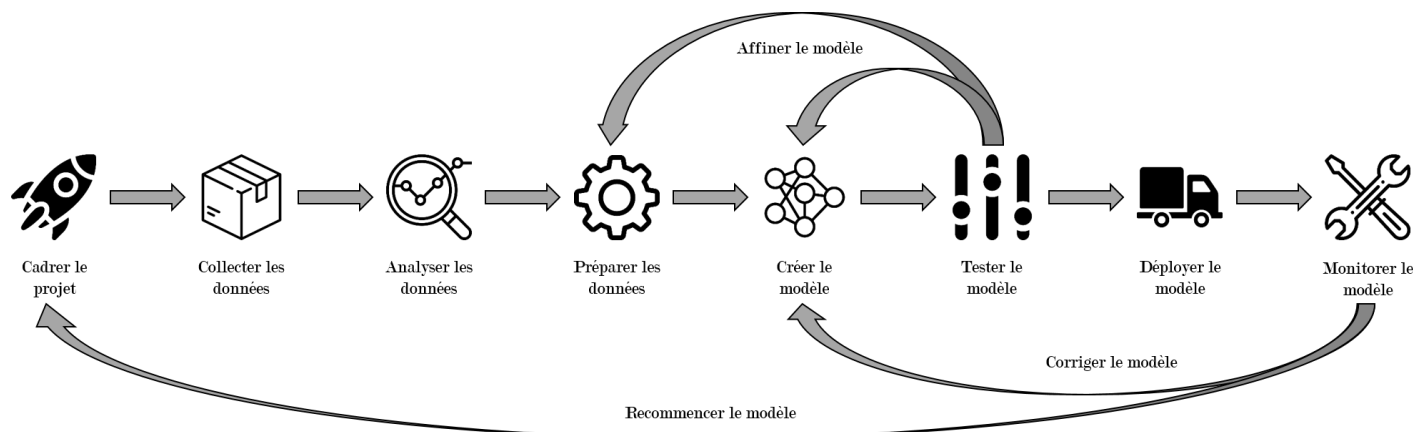 Affiner le modèle
Cadrer le
projet
Collecter les
données
Analyser les
données
Préparer les
données
Créer le
modèle
Tester le
modèle
Déployer le
modèle
Monitorer le
modèle
Corriger le modèle
Recommencer le modèle